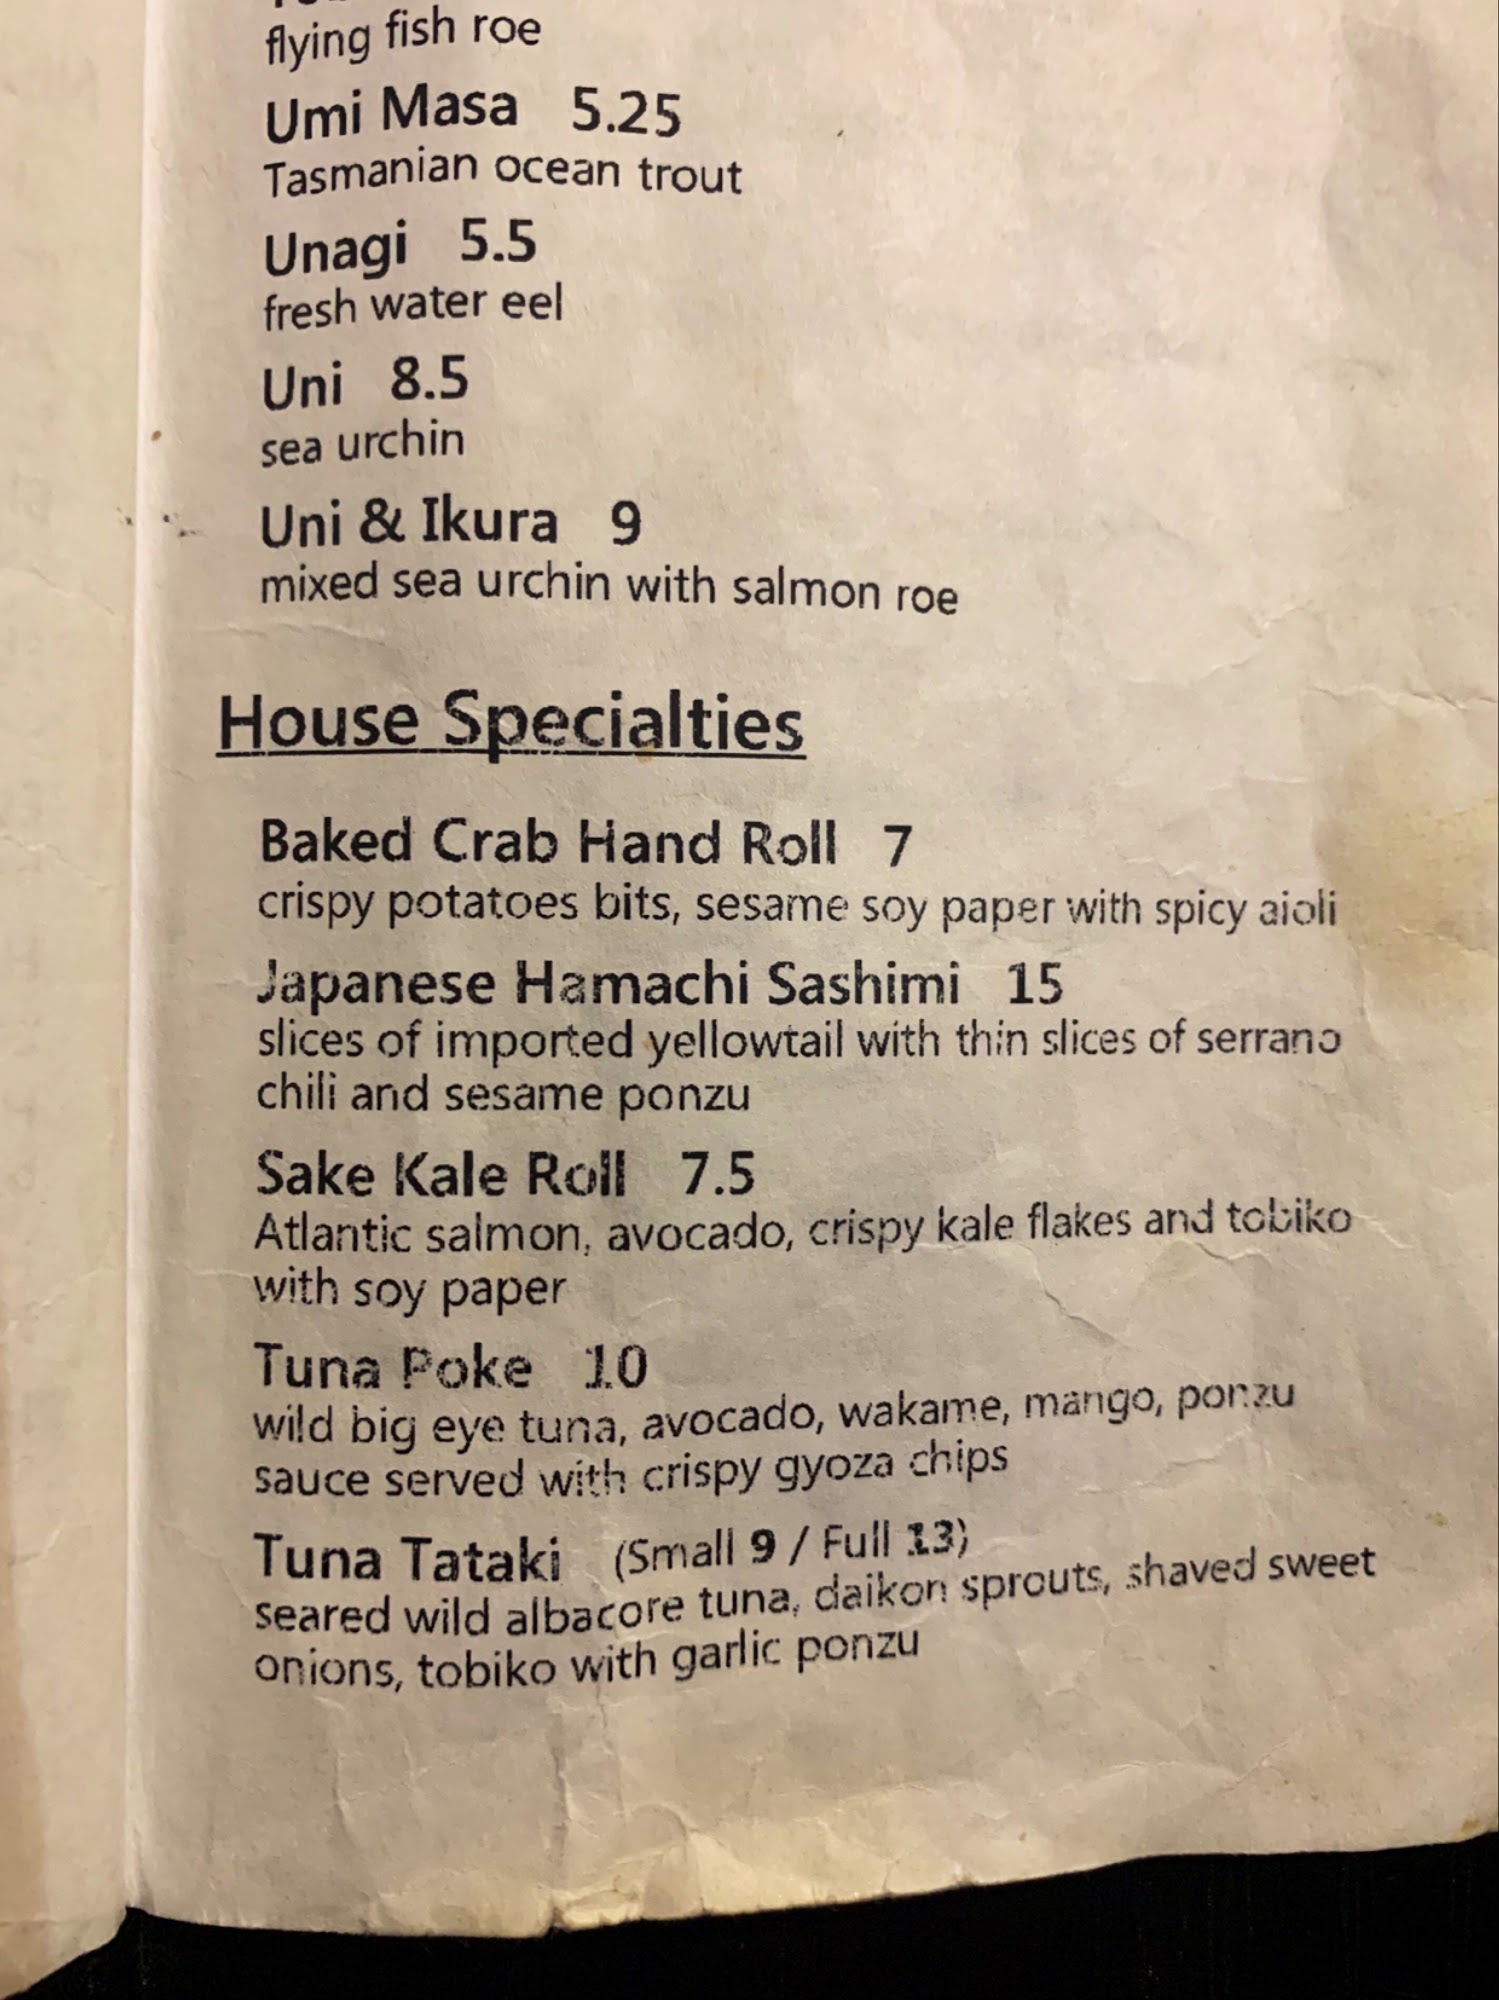 flying fish roe
Umi Masa 5.25
Tasmanian ocean trout
Unagi 5.5
fresh water eel
Uni 8.5
sea urchin
Uni & Ikura 9
mixed sea urchin with salmon roe
House Specialties
Baked Crab Hand Roll 7
crispy potatoes bits, sesame soy paper with spicy aioli
Japanese Hamachi Sashimi 15
slices of imported yellowtail with thin slices of serrano
chili and sesame ponzu
Sake Kale Roll 7.5
Atlantic salmon, avocado, crispy kale flakes and tobiko
with soy paper
Tuna Poke 10
wild big eye tuna, avocado, wakame, mango, ponzu
sauce served with crispy gyoza chips
Tuna Tataki (Small 9 / Full 13)
seared wild albacore tuna, daikon sprouts, shaved sweet
onions, tobiko with garlic ponzu